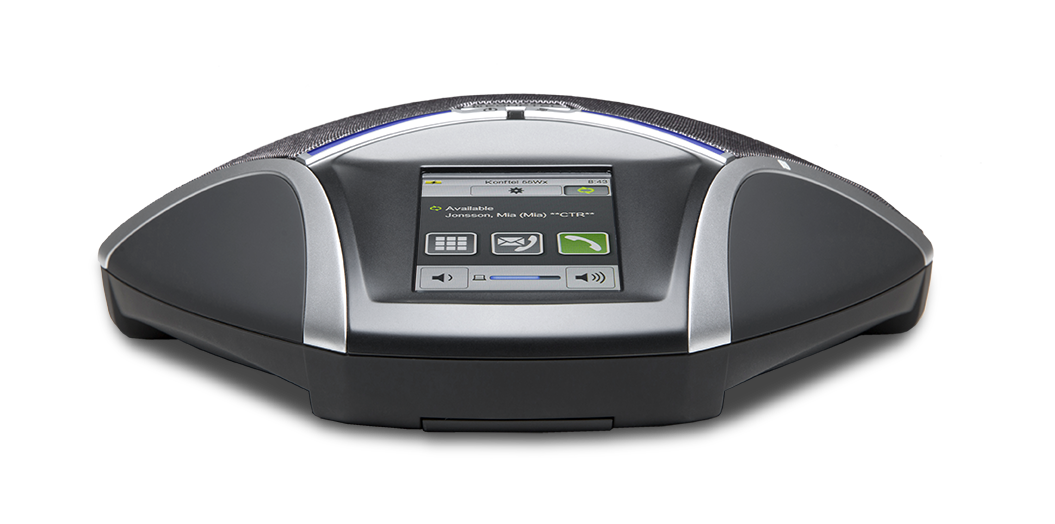 Konftel 55Wx 8:43
Available
Jonsson, Mia (Mia) **CTR**